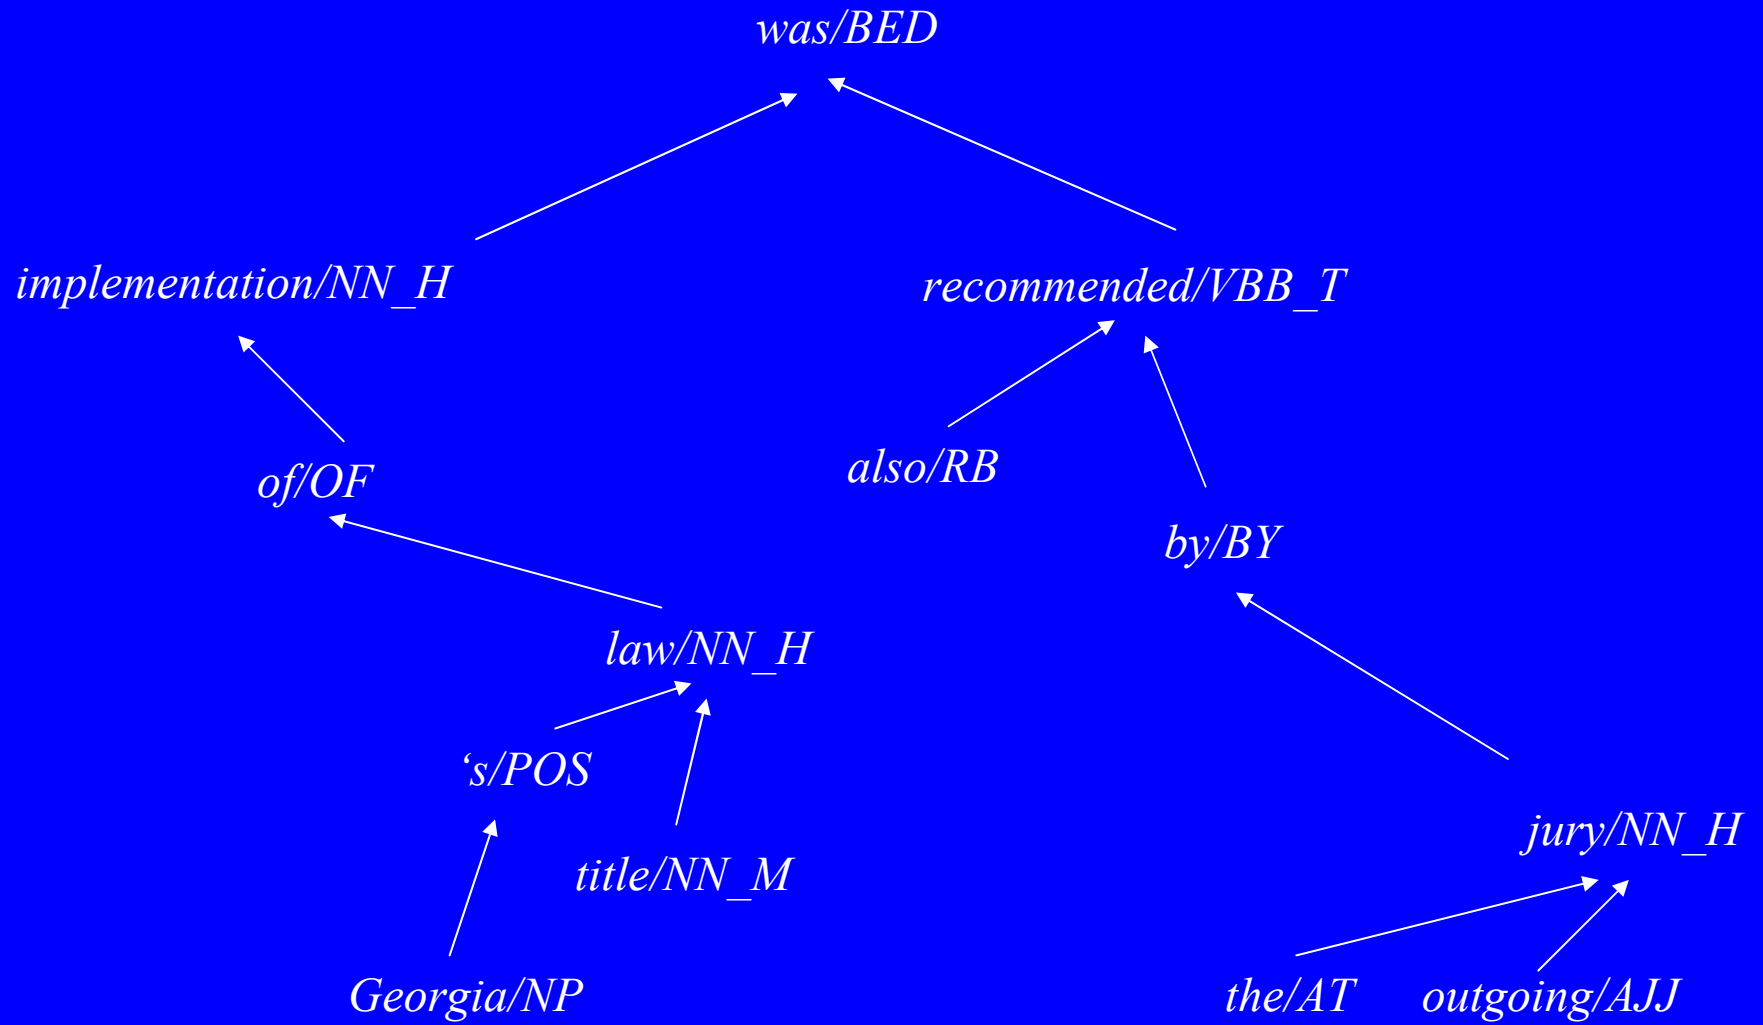 was/BED
implementation/NN_H
recommended/VBB_T
of/OF
also/RB
by/BY
law/NN_H
‘s/POS
title/NN_M
jury/NN_H
Georgia/NP
the/AT
outgoing/AJJ